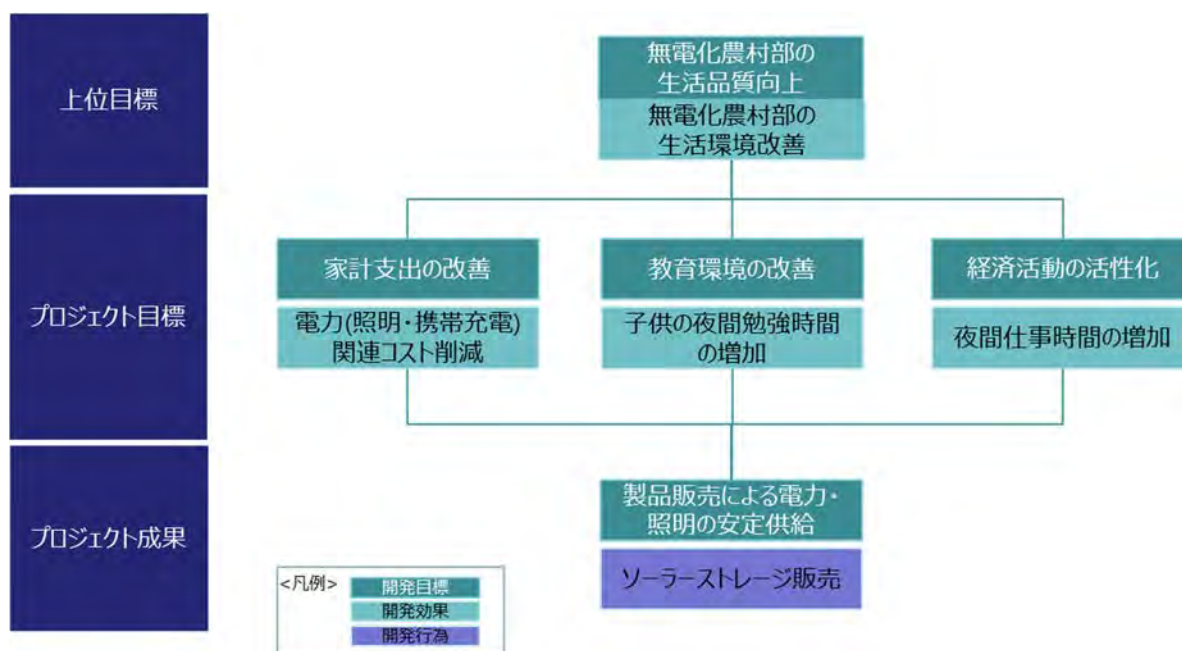 上位目標
無電化農村部の
生活品質向上
無電化農村部の
生活環境改善
プロジェクト目標
家計支出の改善
電力(照明・携帯充電)
関連コスト削減
教育環境の改善
子供の夜間勉強時間
の増加
経済活動の活性化
夜間仕事時間の増加
プロジェクト成果
製品販売による電力・
照明の安定供給
ソーラーストレージ販売
<凡例>
開発目標
開発効果
開発行為